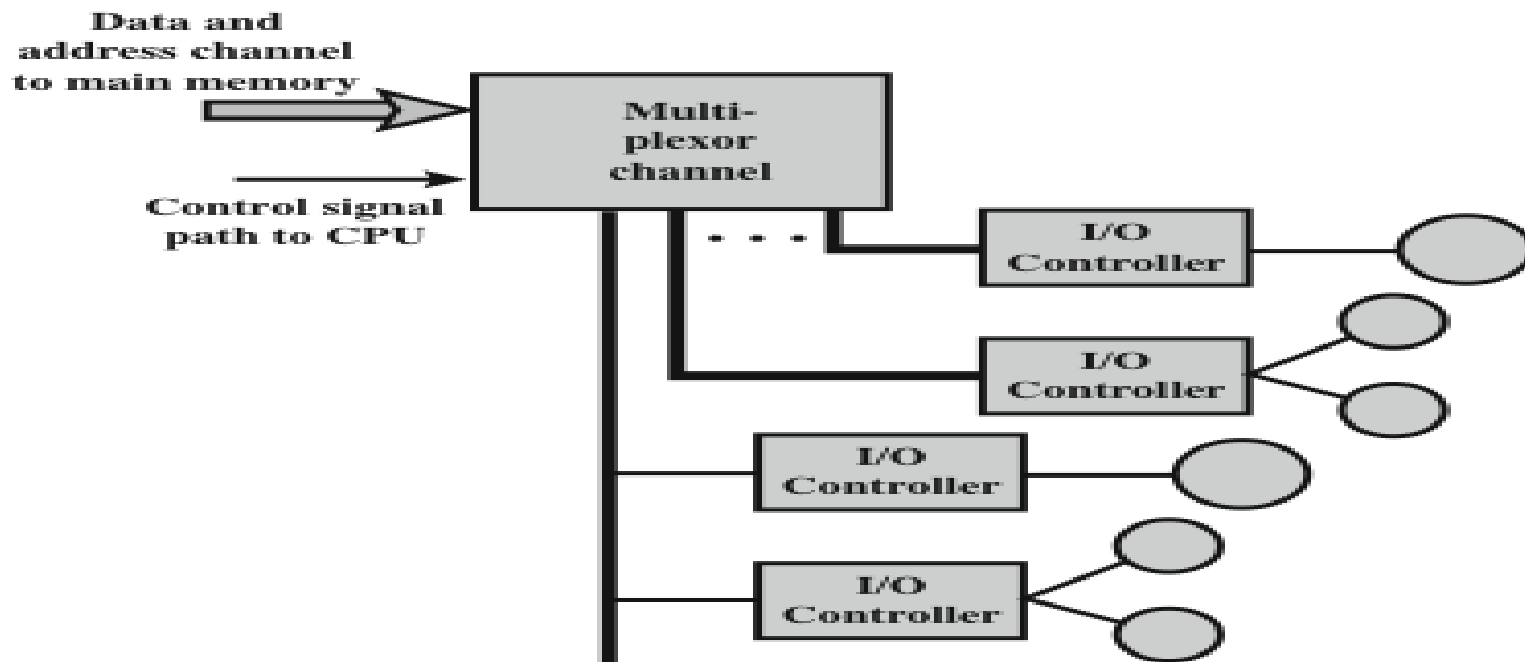 Data and
address channel
to main memory
Multi-
plexor
channel
Control signal
path to CPU
. . .
I/O
Controller
I/O
Controller
I/O
Controller
I/O
Controller